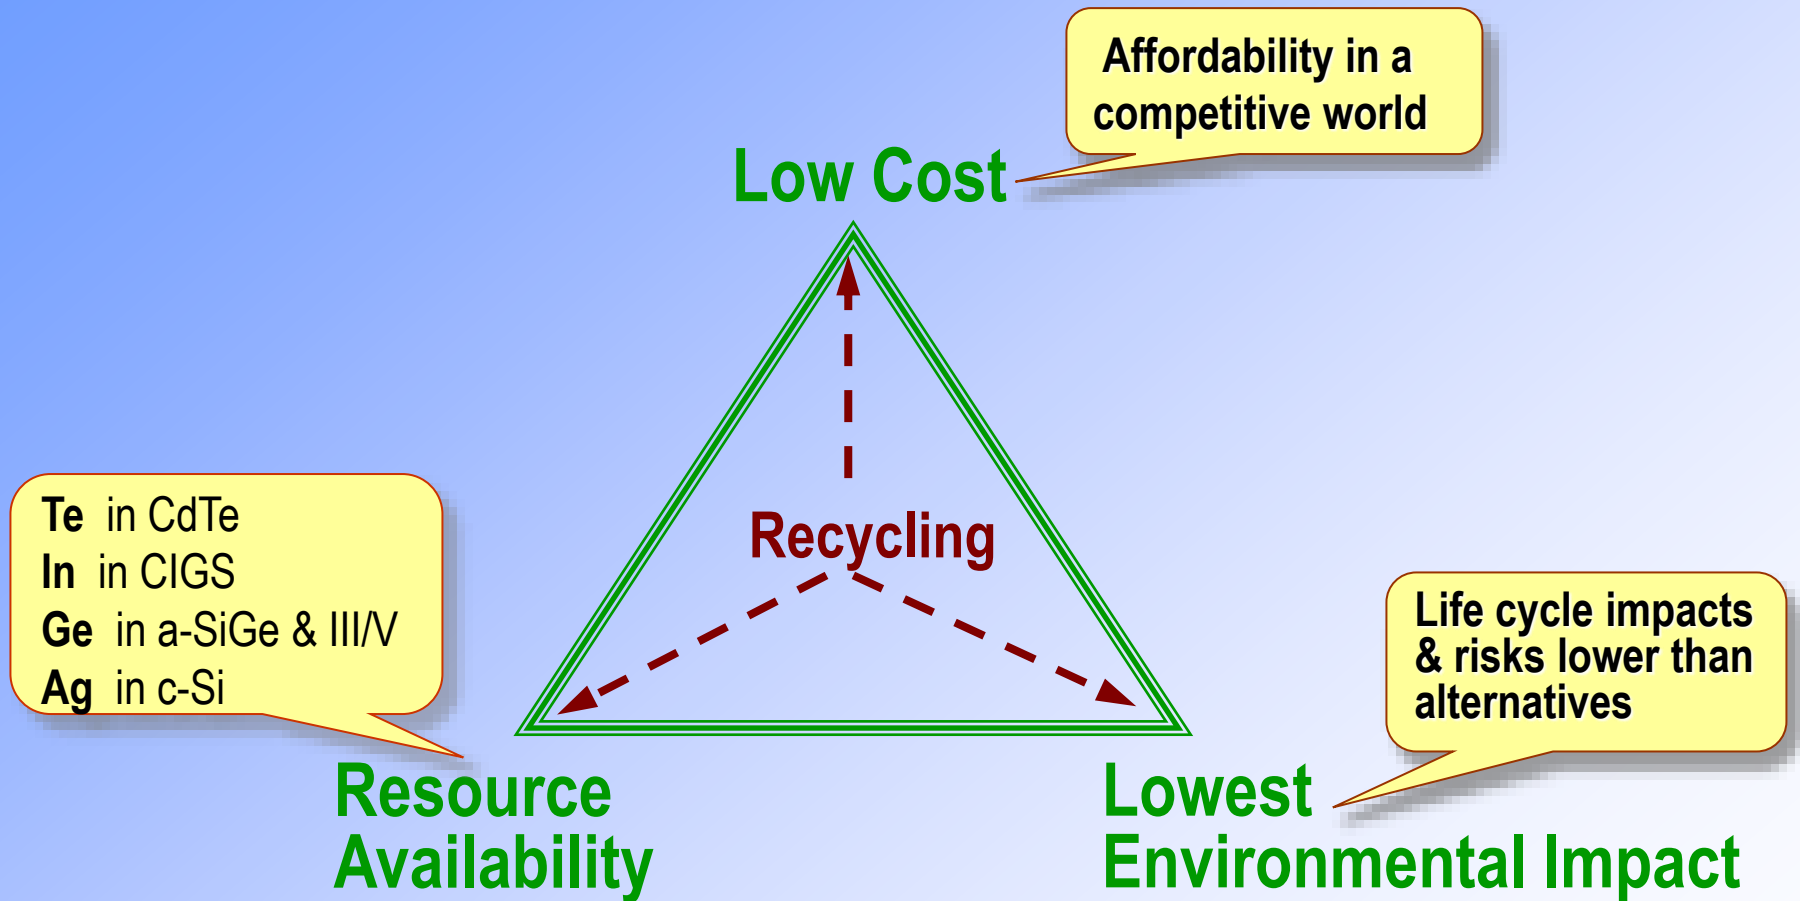 Affordability in a
competitive world
Low Cost
Recycling
Te in CdTe
In in CIGS
Ge in a-SiGe & III/V
Ag in c-Si
Life cycle impacts
& risks lower than
alternatives
Resource
Availability
Lowest
Environmental Impact